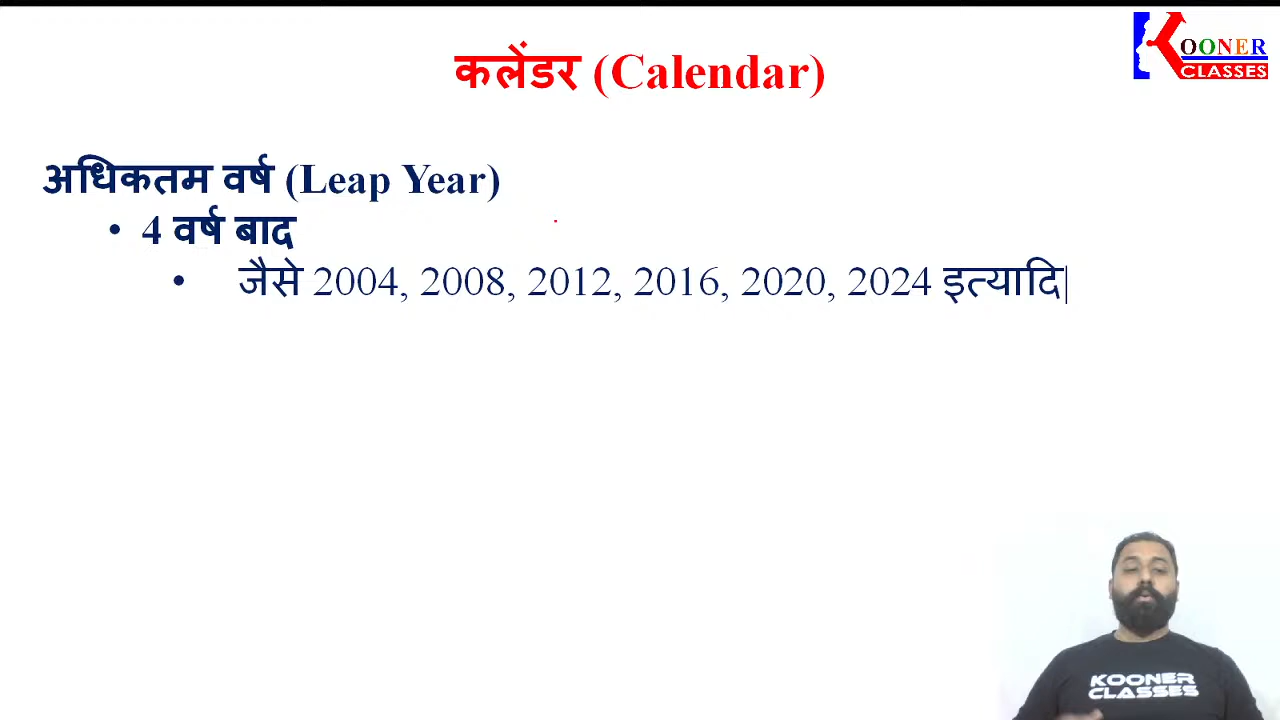 कलेंडर (Calendar)
KOONER
CLASSES
अधिकतम वर्ष (Leap Year)
• 4 वर्ष बाद
• जैसे 2004, 2008, 2012, 2016, 2020, 2024 इत्यादि|
KOONER
CLASSES